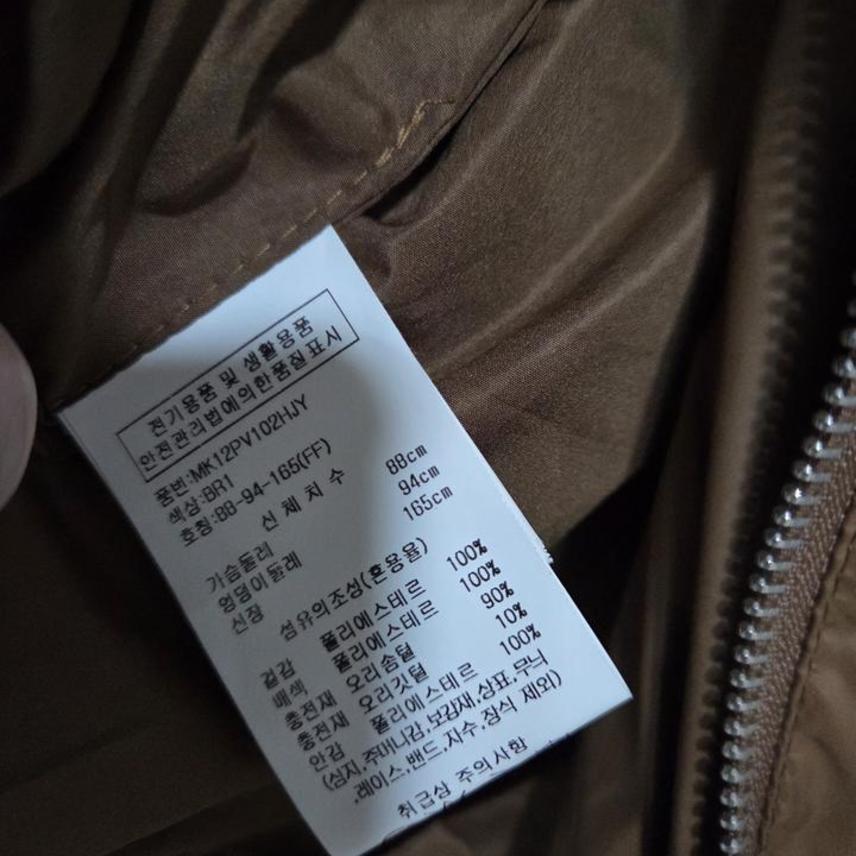 전기용품 및 생활용품
안전관리법에의한품질표시
품번:MK12PV102HJY
색상:BR1
호칭:88-94-165(FF)
신체치수
가슴둘레 88cm
엉덩이둘레 94cm
신장 165cm
섬유의조성(혼용율)
겉감 폴리에스테르 100%
배색 폴리에스테르 100%
충전재 오리솜털 90%
충전재 오리깃털 10%
안감 폴리에스테르 100%
(심지,주머니감,보강재,상표,무늬
,레이스,밴드,자수,장식 제외)
취급상 주의사항